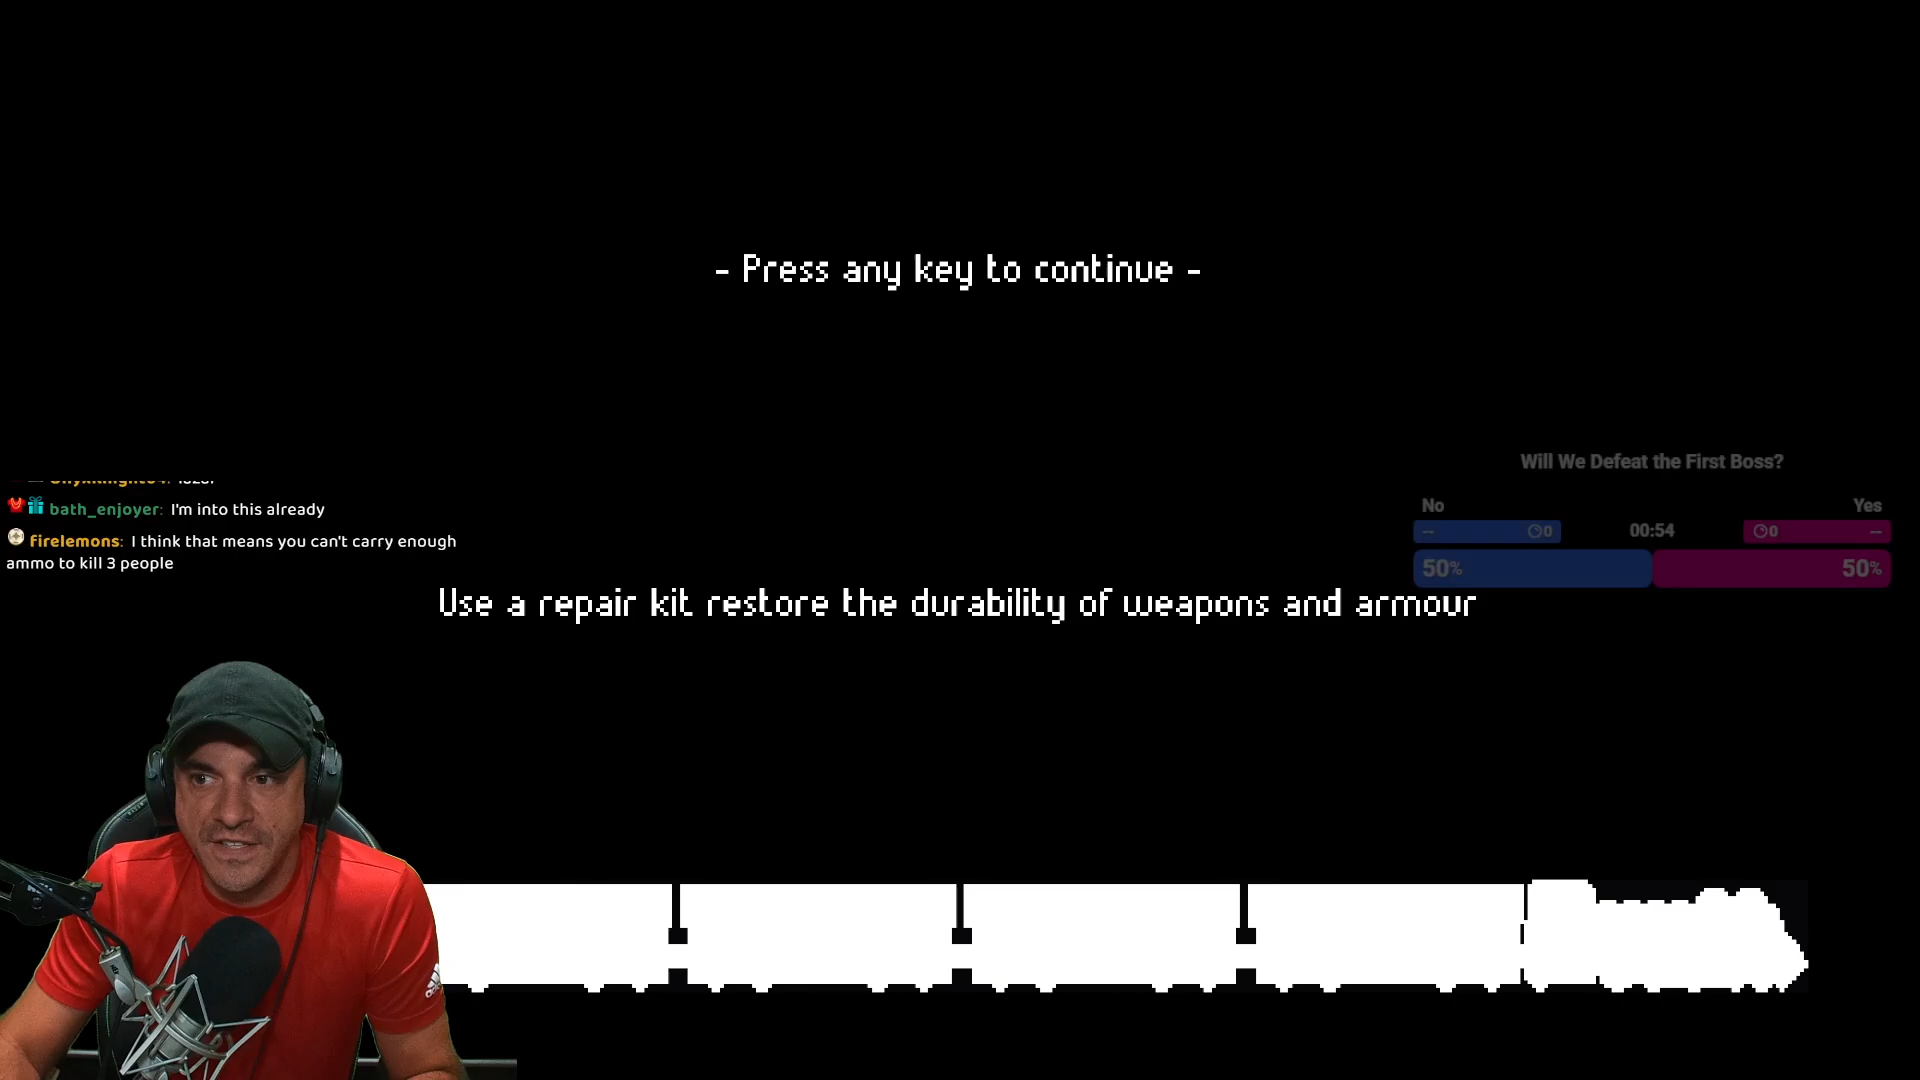 - Press any key to continue -
Will We Defeat the First Boss?
No
Yes
--
0
00:54
0
--
50%
50%
bath_enjoyer: I'm into this already
firelemons: I think that means you can't carry enough
ammo to kill 3 people
Use a repair kit restore the durability of weapons and armour